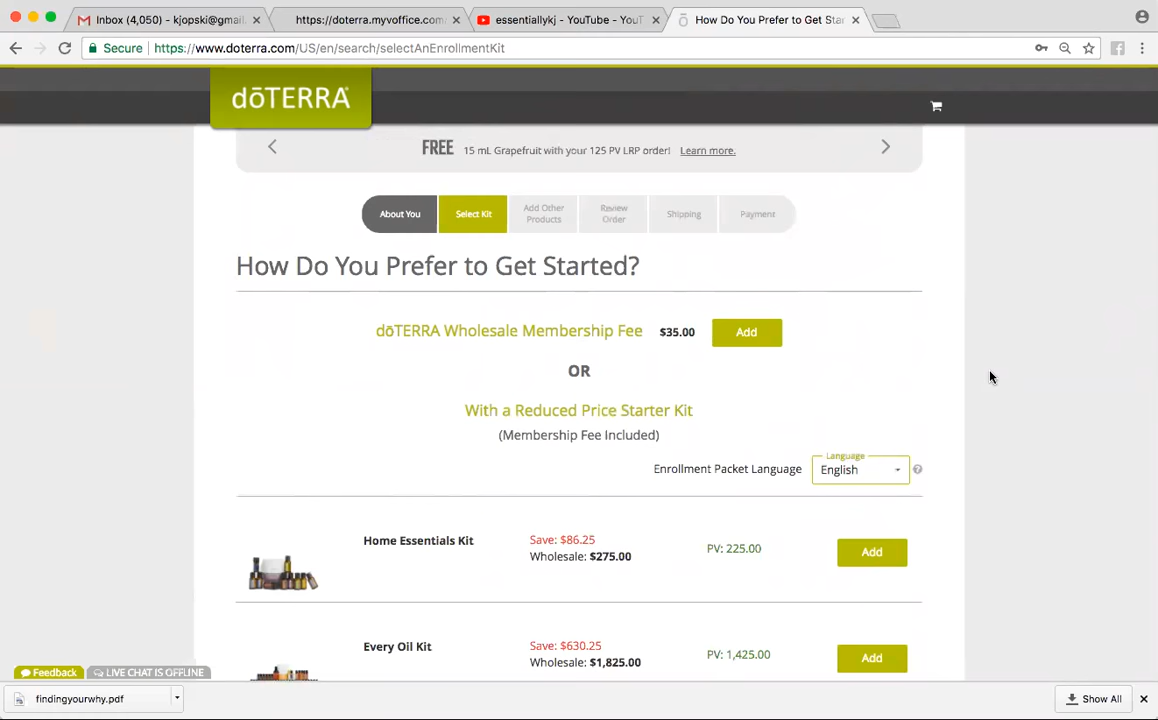 Inbox (4,050) - kjopski@gmail.
https://doterra.myvoffice.com
essentiallykj - YouTube - YouT
How Do You Prefer to Get Star
Secure
https://www.doterra.com/US/en/search/selectAnEnrollmentKit
dōTERRA
FREE 15 mL Grapefruit with your 125 PV LRP order! Learn more.
About You
Select Kit
Add Other
Products
Review
Order
Shipping
Payment
How Do You Prefer to Get Started?
dōTERRA Wholesale Membership Fee $35.00 Add
OR
With a Reduced Price Starter Kit
(Membership Fee Included)
Language
Enrollment Packet Language English
Home Essentials Kit
Save: $86.25
Wholesale: $275.00
PV: 225.00
Add
Every Oil Kit
Save: $630.25
Wholesale: $1,825.00
PV: 1,425.00
Add
Feedback
LIVE CHAT IS OFFLINE
findingyourwhy.pdf
Show All